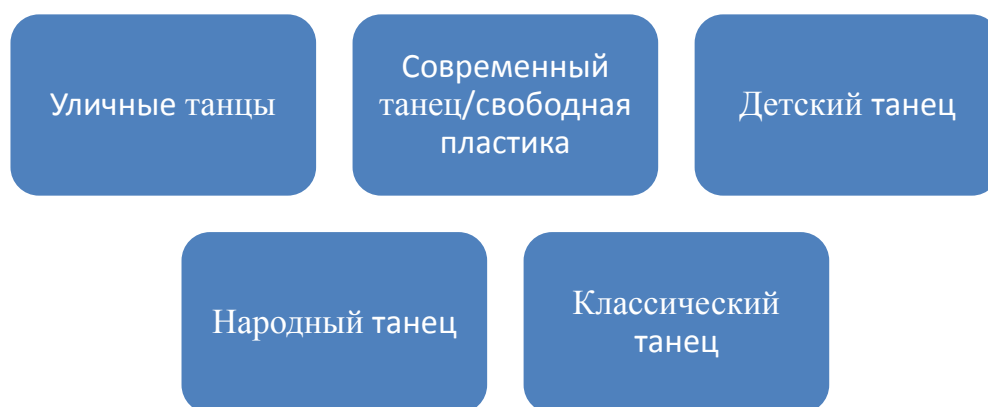 Уличные танцы
Современный
танец/свободная
пластика
Детский танец
Народный танец
Классический
танец